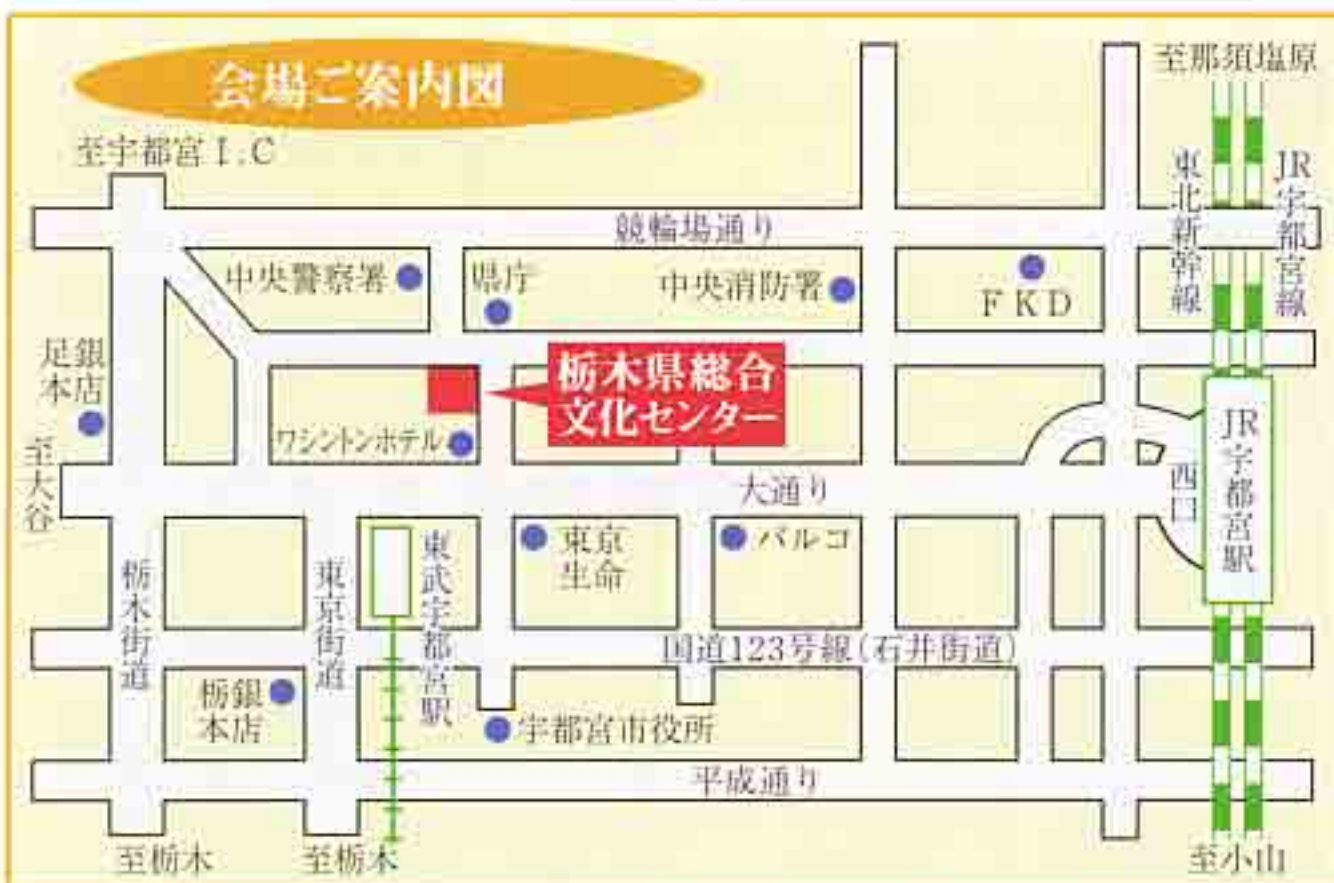 会場ご案内図
至那須塩原
至宇都宮 I.C
東北新幹線
JR宇都宮線
競輪場通り
中央警察署
県庁
中央消防署
FKD
足銀
本店
栃木県総合
文化センター
ワシントンホテル
JR宇都宮駅
西口
至大谷
大通り
栃木街道
東京街道
東武宇都宮駅
東京
生命
パルコ
国道123号線(石井街道)
栃銀
本店
宇都宮市役所
平成通り
至栃木
至栃木
至小山